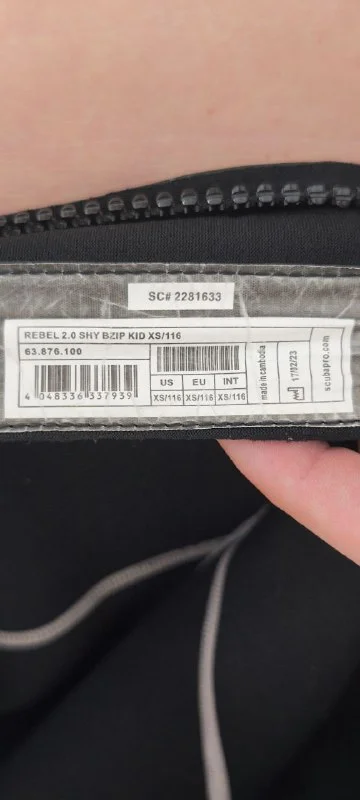 SC# 2281633
REBEL 2.0 SHY BZIP KID XS/116
63.876.100
4 048336 337939
US EU INT
XS/116 XS/116 XS/116
made in cambodia
17/02/23
scubapro.com